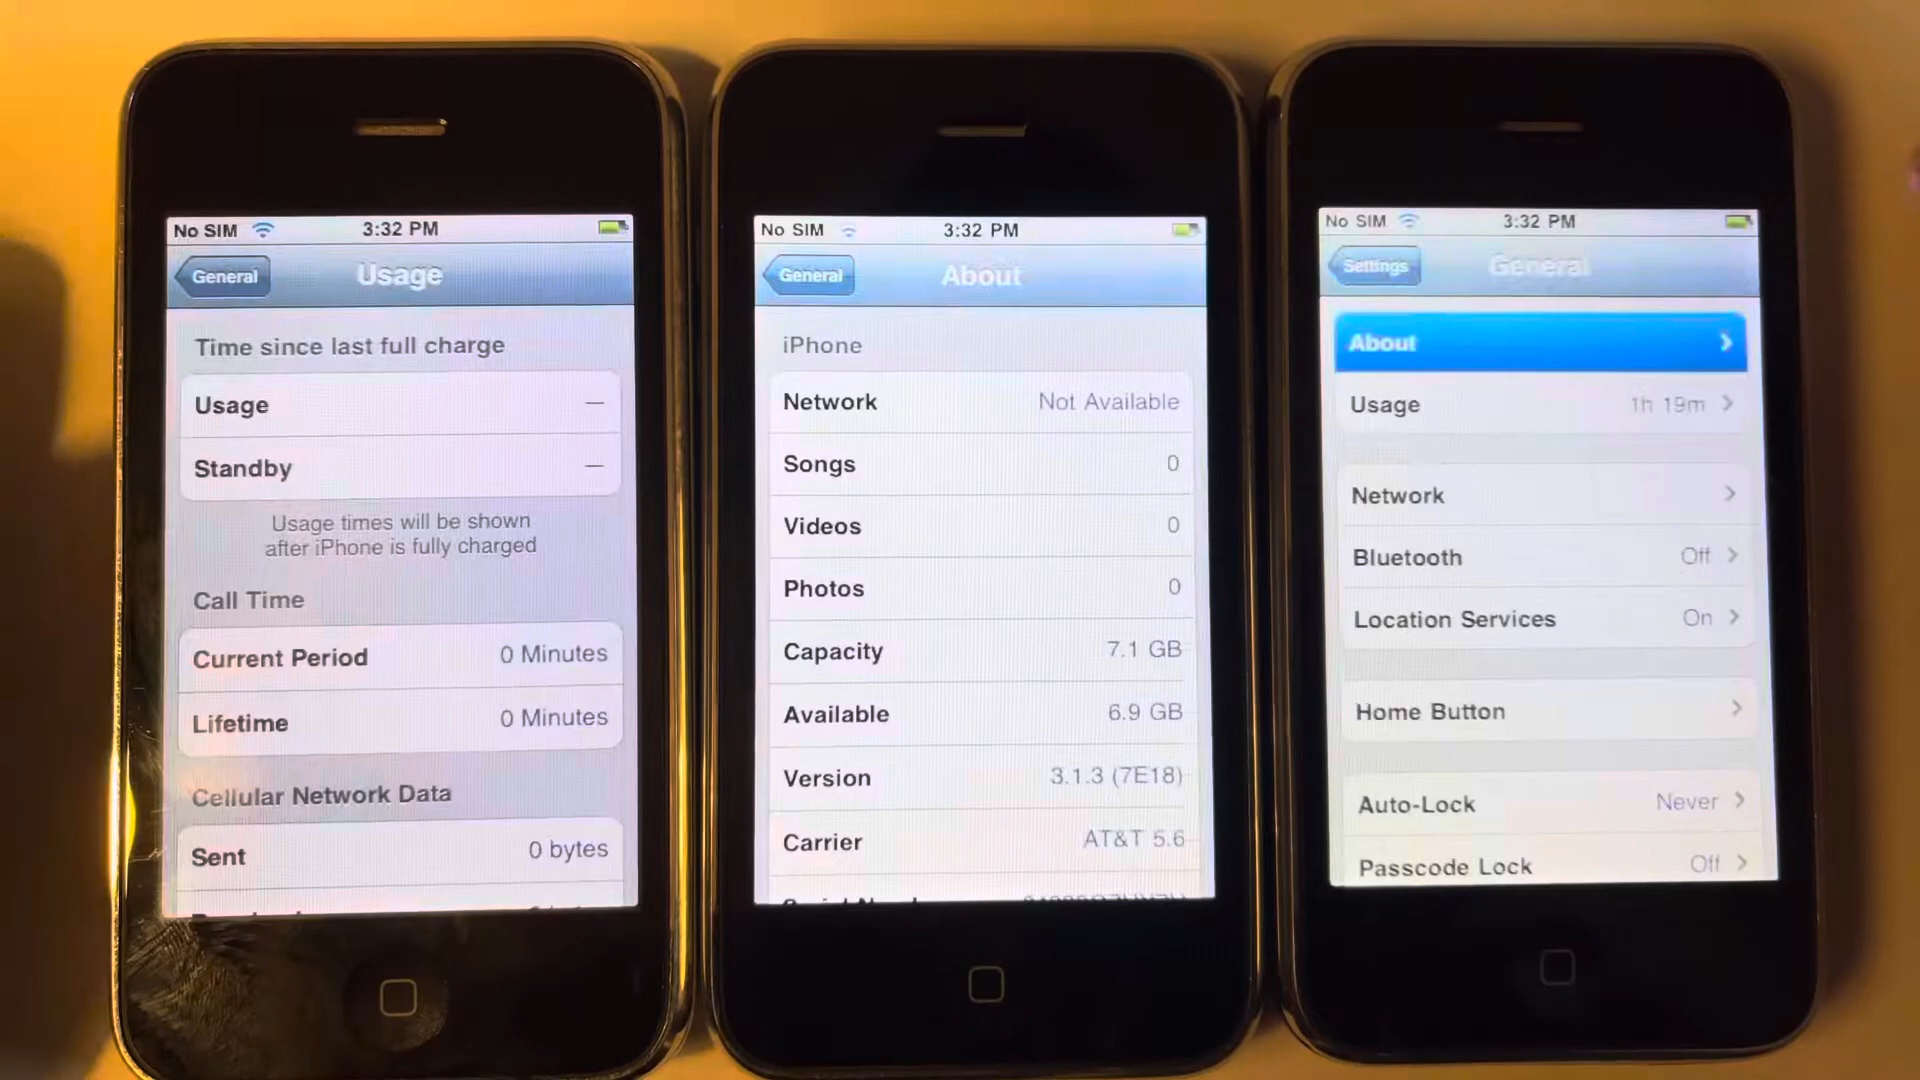 No SIM 3:32 PM
General Usage
Time since last full charge
Usage —
Standby —
Usage times will be shown
after iPhone is fully charged
Call Time
Current Period 0 Minutes
Lifetime 0 Minutes
Cellular Network Data
Sent 0 bytes
No SIM 3:32 PM
General About
iPhone
Network Not Available
Songs 0
Videos 0
Photos 0
Capacity 7.1 GB
Available 6.9 GB
Version 3.1.3 (7E18)
Carrier AT&T 5.6
No SIM 3:32 PM
Settings General
About
Usage 1h 19m
Network
Bluetooth Off
Location Services On
Home Button
Auto-Lock Never
Passcode Lock Off